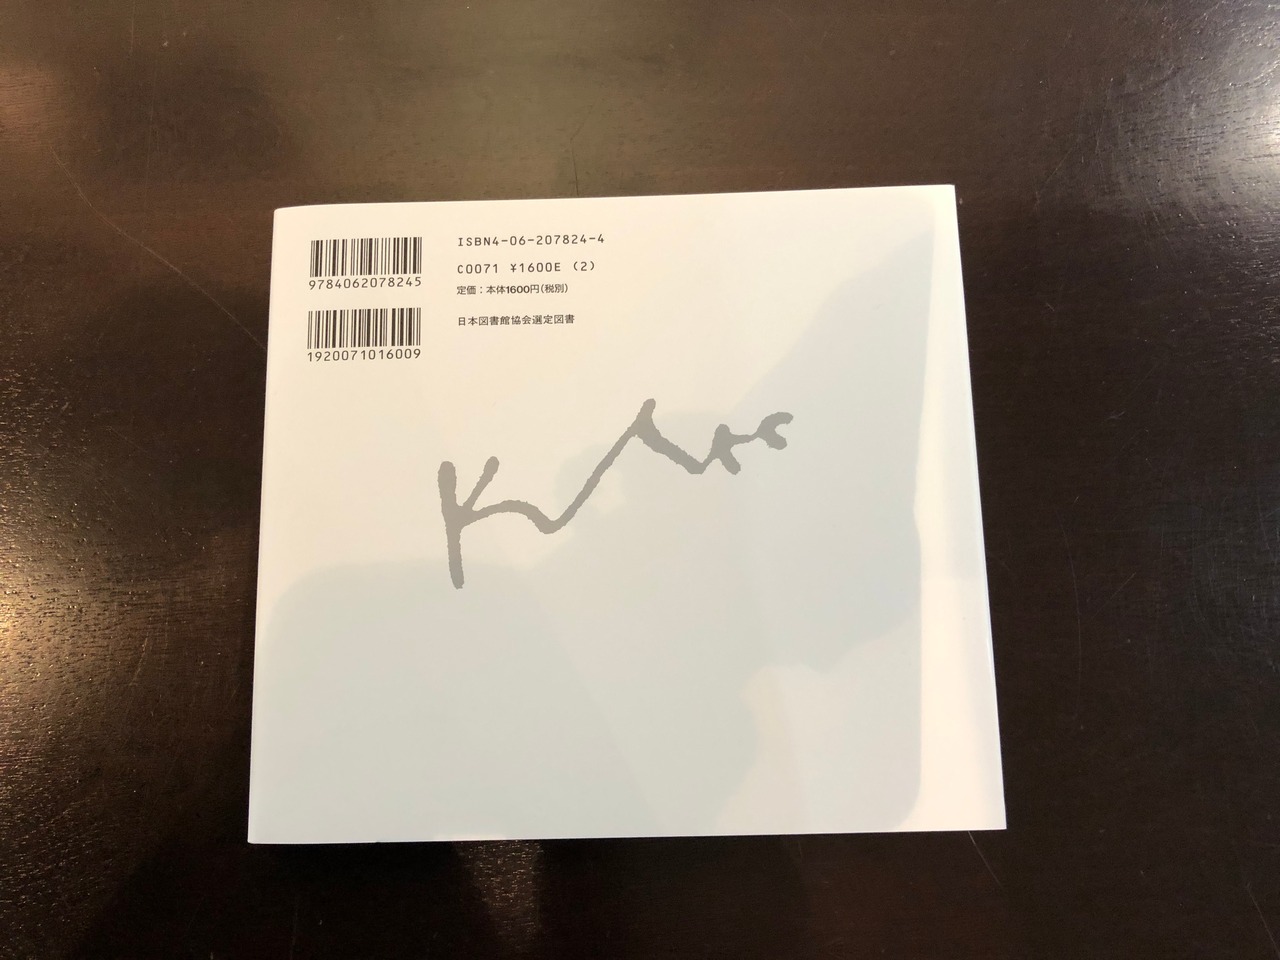 ISBN4-06-207824-4
C0071 ¥1600E (2)
定価：本体1600円（税別）
日本図書館協会選定図書
9784062078245
1920071016009